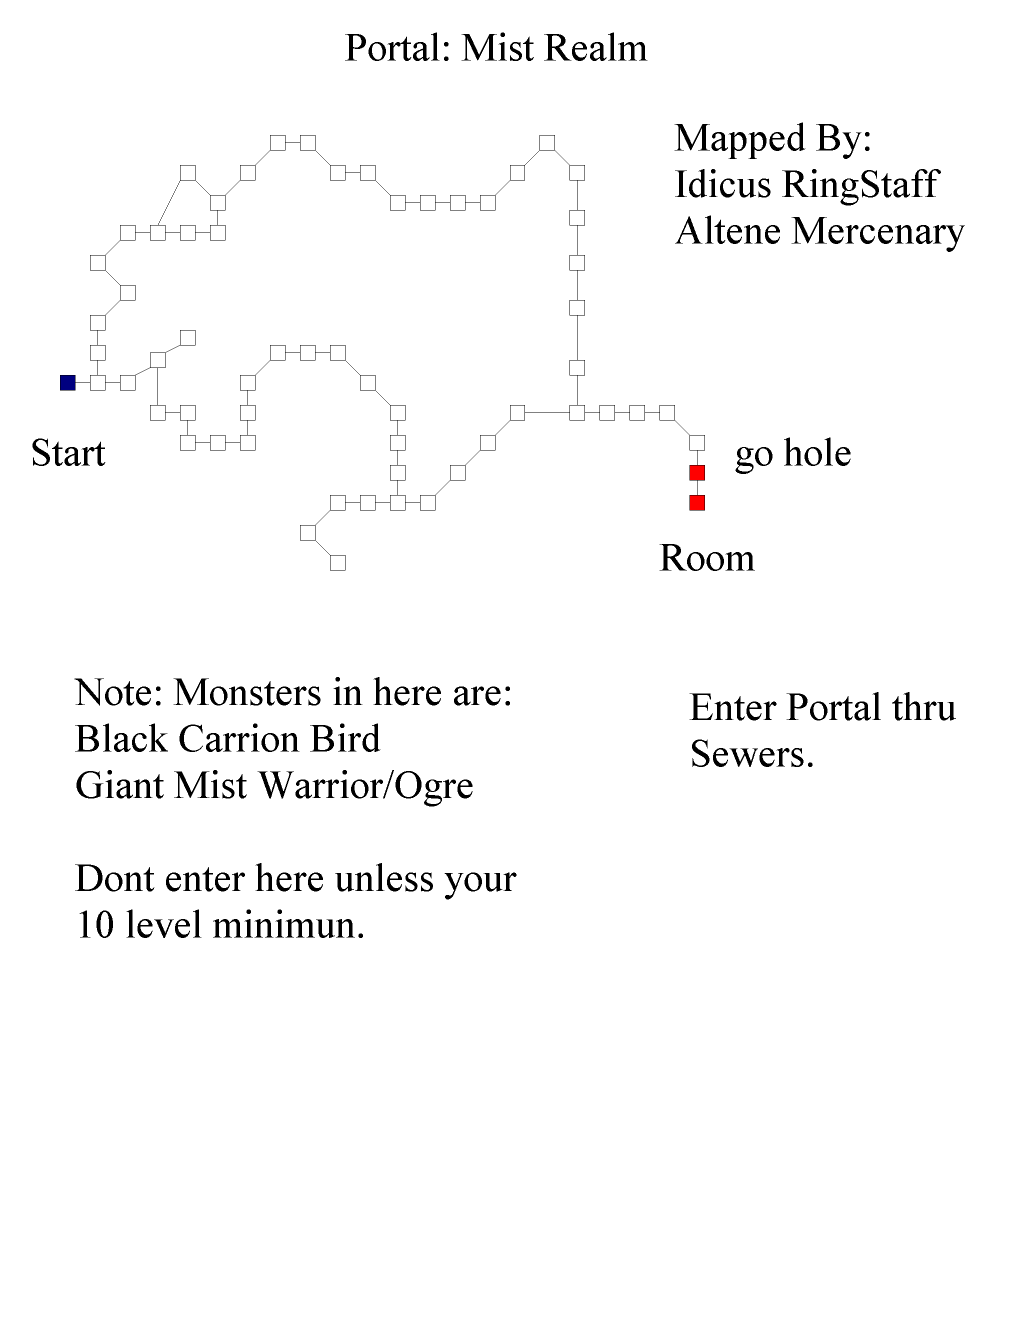 Portal: Mist Realm
Mapped By:
Idicus RingStaff
Altene Mercenary
Start
go hole
Room
Note: Monsters in here are:
Black Carrion Bird
Giant Mist Warrior/Ogre
Dont enter here unless your
10 level minimun.
Enter Portal thru
Sewers.